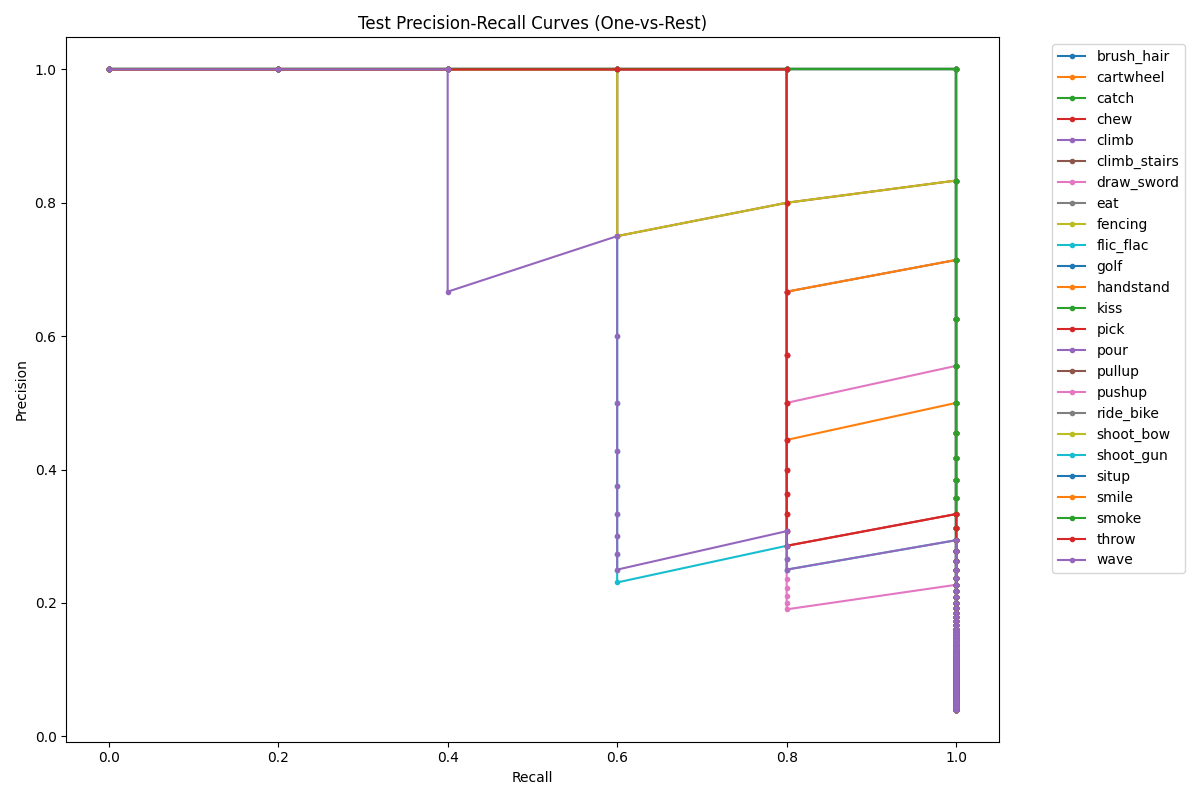 Test Precision-Recall Curves (One-vs-Rest)
1.0
0.8
0.6
0.4
0.2
0.0
Precision
0.0
0.2
0.4
0.6
0.8
1.0
Recall
brush_hair
cartwheel
catch
chew
climb
climb_stairs
draw_sword
eat
fencing
flic_flac
golf
handstand
kiss
pick
pour
pullup
pushup
ride_bike
shoot_bow
shoot_gun
situp
smile
smoke
throw
wave